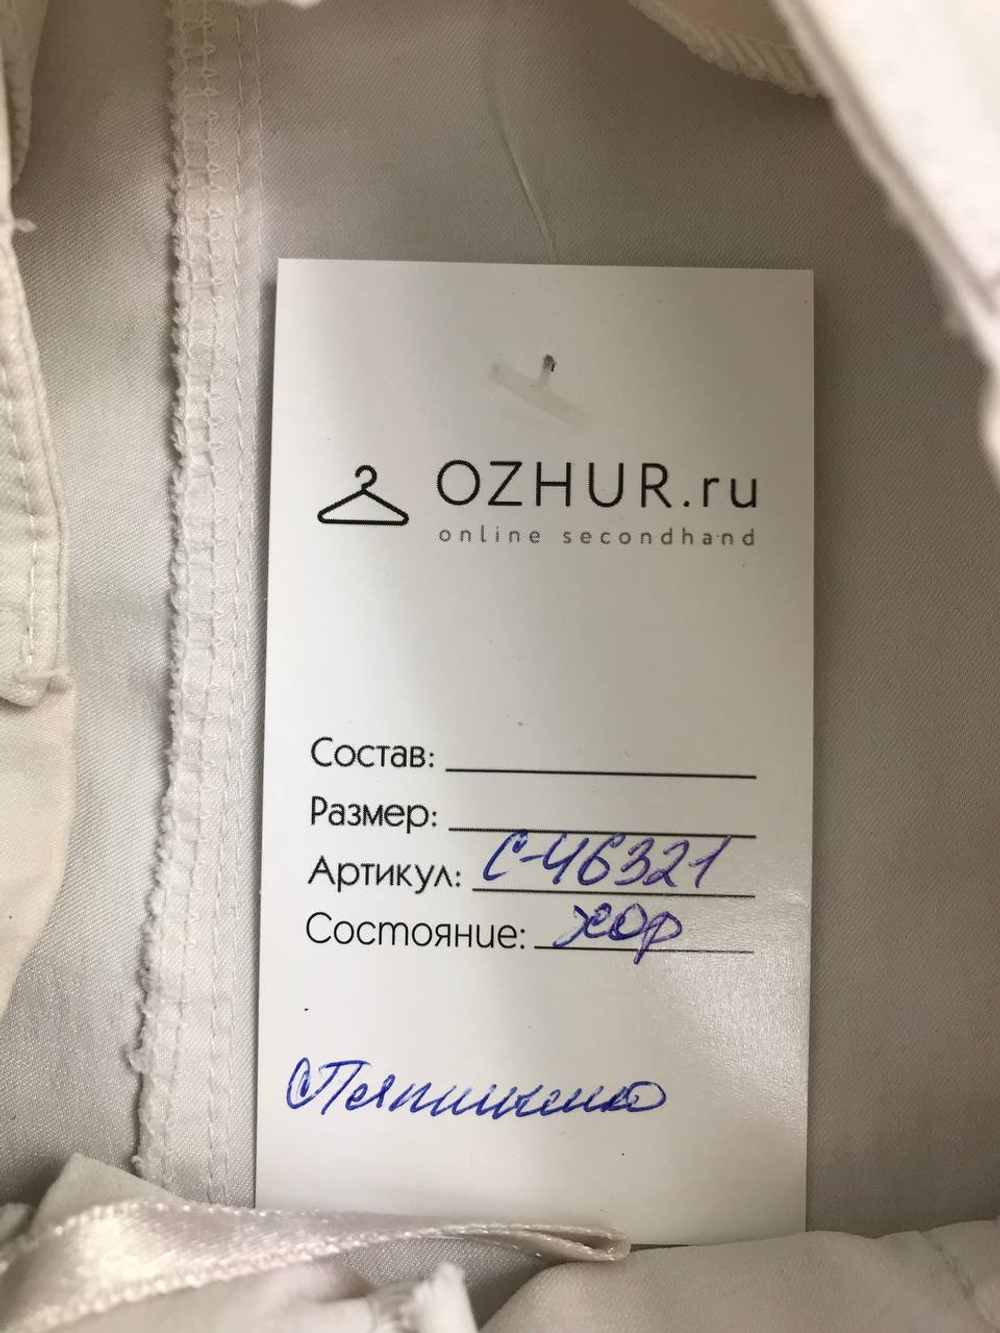 OZHUR.ru
online secondhand
Состав:
Размер:
Артикул: С-46321
Состояние: хор